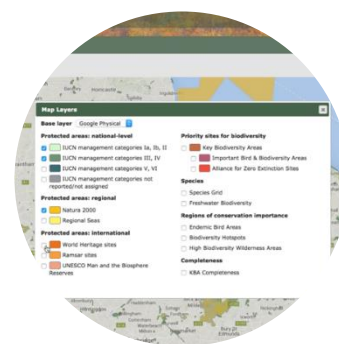 Map Layers
Base layer Google Physical
Protected areas: national-level
IUCN management categories Ia, Ib, II
IUCN management categories III, IV
IUCN management categories V, VI
IUCN management categories not
reported/not assigned
Protected areas: regional
Natura 2000
Regional Seas
Protected areas: international
World Heritage sites
Ramsar sites
UNESCO Man and the Biosphere
Reserves
Priority sites for biodiversity
Key Biodiversity Areas
Important Bird & Biodiversity Areas
Alliance for Zero Extinction Sites
Species
Species Grid
Freshwater Biodiversity
Regions of conservation importance
Endemic Bird Areas
Biodiversity Hotspots
High Biodiversity Wilderness Areas
Completeness
KBA Completeness
Bury St
Edmunds